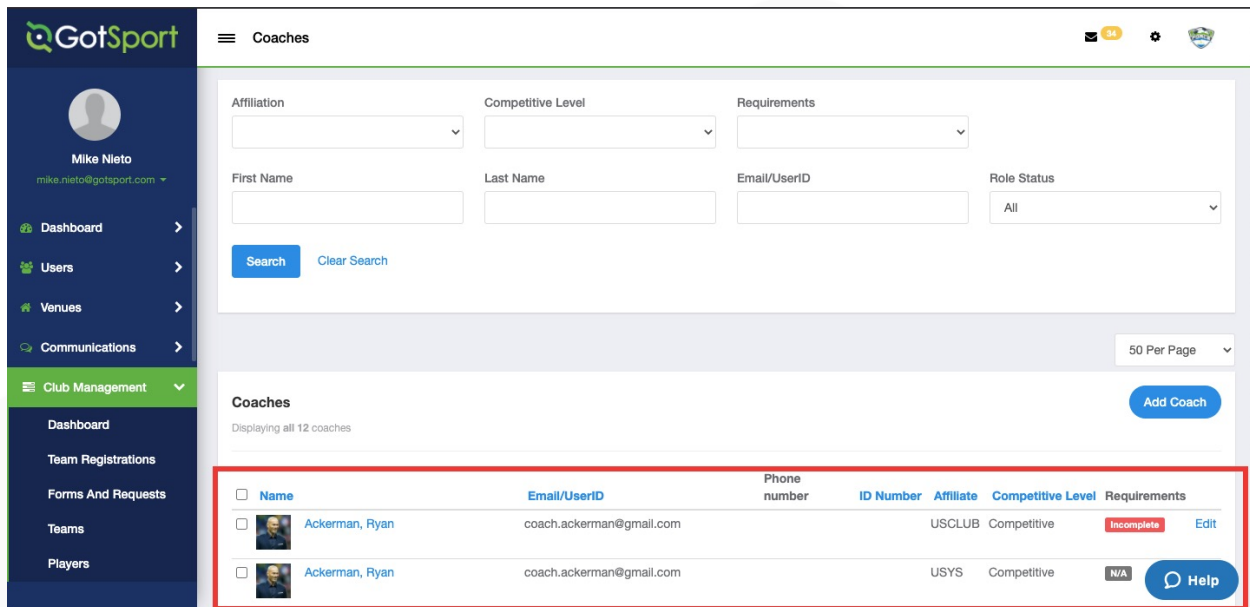 GotSport
Coaches
34
Mike Nieto
mike.nieto@gotsport.com
Dashboard
Users
Venues
Communications
Club Management
Dashboard
Team Registrations
Forms And Requests
Teams
Players
Affiliation Competitive Level Requirements
First Name Last Name Email/UserID Role Status
All
Search Clear Search
50 Per Page
Coaches Add Coach
Displaying all 12 coaches
Name Email/UserID Phone number ID Number Affiliate Competitive Level Requirements
Ackerman, Ryan coach.ackerman@gmail.com USCLUB Competitive Incomplete Edit
Ackerman, Ryan coach.ackerman@gmail.com USYS Competitive N/A
Help